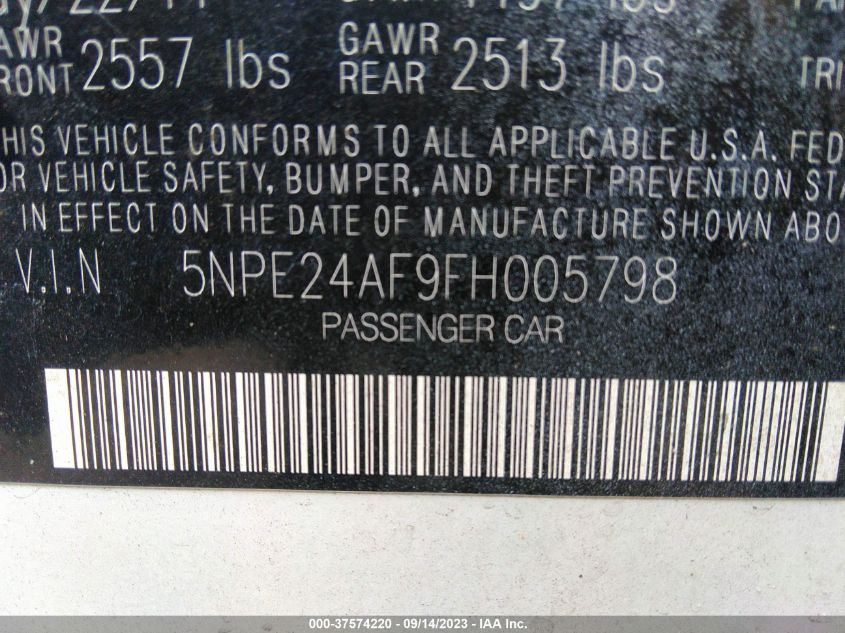 AWR
FRONT 2557 lbs
GAWR
REAR 2513 lbs
TRI
THIS VEHICLE CONFORMS TO ALL APPLICABLE U.S.A. FED
OR VEHICLE SAFETY, BUMPER, AND THEFT PREVENTION STA
IN EFFECT ON THE DATE OF MANUFACTURE SHOWN ABO
V.I.N 5NPE24AF9FH005798
PASSENGER CAR
000-37574220 - 09/14/2023 - IAA Inc.